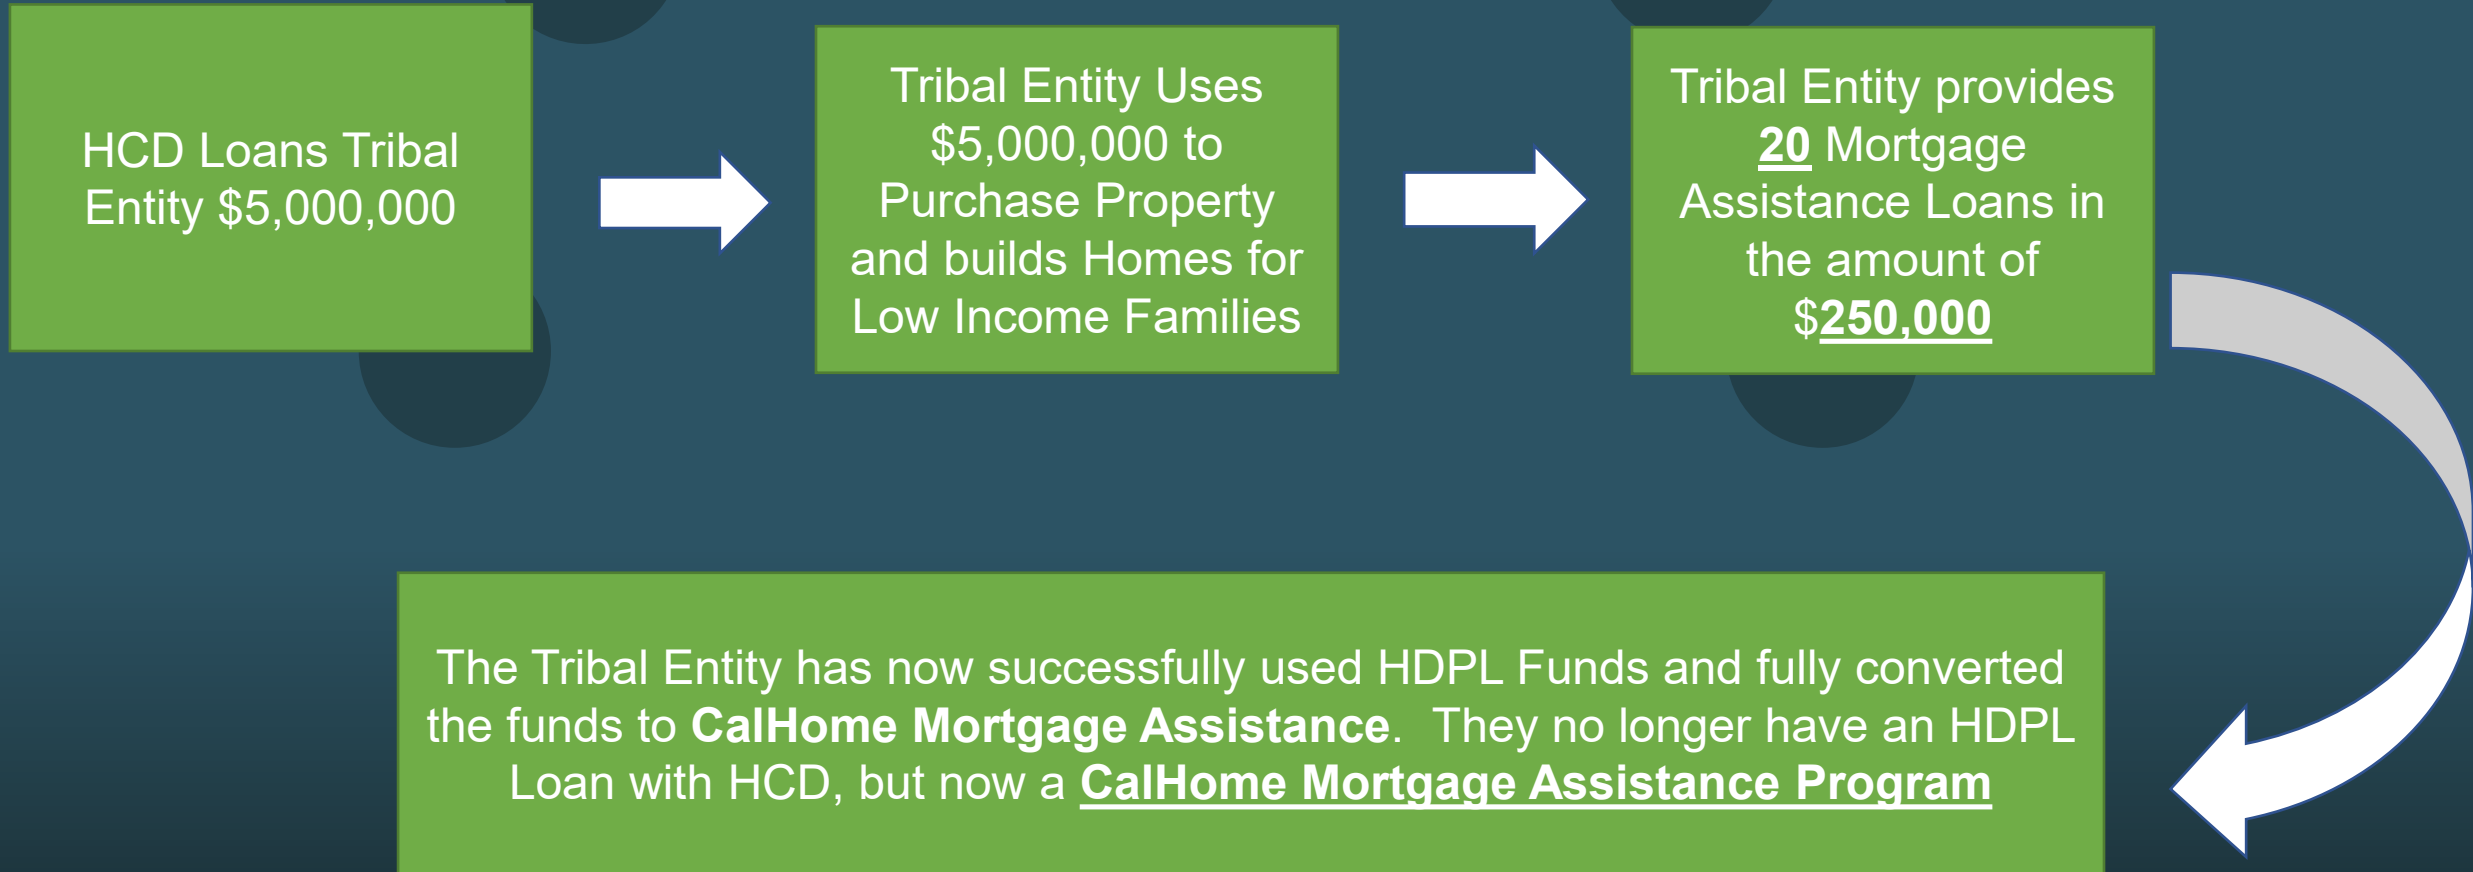 HCD Loans Tribal
Entity $5,000,000
Tribal Entity Uses
$5,000,000 to
Purchase Property
and builds Homes for
Low Income Families
Tribal Entity provides
20 Mortgage
Assistance Loans in
the amount of
$250,000
The Tribal Entity has now successfully used HDPL Funds and fully converted
the funds to CalHome Mortgage Assistance.  They no longer have an HDPL
Loan with HCD, but now a CalHome Mortgage Assistance Program